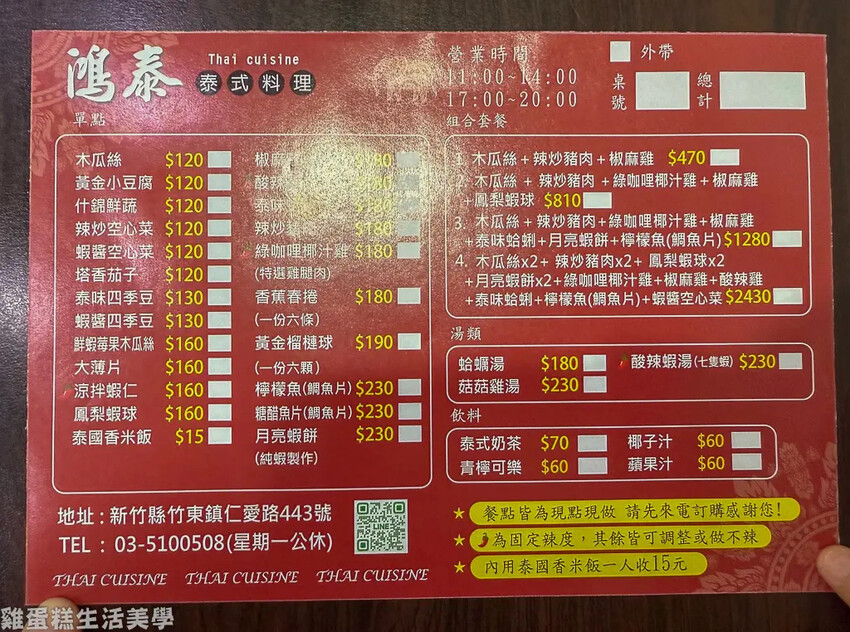 鴻泰
Thai cuisine
泰式料理
營業時間
11:00~14:00
17:00~20:00
外帶
桌號
總計
單點
木瓜絲 $120
黃金小豆腐 $120
什錦鮮蔬 $120
辣炒空心菜 $120
蝦醬空心菜 $120
塔香茄子 $120
泰味四季豆 $130
蝦醬四季豆 $130
鮮蝦蘋果木瓜絲 $160
大薄片 $160
涼拌蝦仁 $160
鳳梨蝦球 $160
泰國香米飯 $15
椒麻 $180
酸辣
泰味
辣炒 $180
綠咖哩椰汁雞 $180
(特選雞腿肉)
香蕉春捲 $180
(一份六條)
黃金榴槤球 $190
(一份六顆)
檸檬魚(鯛魚片) $230
糖醋魚片(鯛魚片) $230
月亮蝦餅 $230
(純蝦製作)
組合套餐
1. 木瓜絲+辣炒豬肉+椒麻雞 $470
2. 木瓜絲 + 辣炒豬肉 +綠咖哩椰汁雞+椒麻雞
+鳳梨蝦球 $810
3. 木瓜絲+辣炒豬肉+綠咖哩椰汁雞+椒麻雞
+泰味蛤蜊+月亮蝦餅+檸檬魚(鯛魚片) $1280
4. 木瓜絲x2+ 辣炒豬肉x2+ 鳳梨蝦球x2
+月亮蝦餅x2+綠咖哩椰汁雞+椒麻雞+酸辣雞
+泰味蛤蜊+檸檬魚(鯛魚片)+蝦醬空心菜 $2430
湯類
蛤蠣湯 $180
酸辣蝦湯(七隻蝦) $230
菇菇雞湯 $230
飲料
泰式奶茶 $70
椰子汁 $60
青檸可樂 $60
蘋果汁 $60
地址:新竹縣竹東鎮仁愛路443號
TEL : 03-5100508(星期一公休)
LINE
THAI CUISINE THAI CUISINE THAI CUISINE
★ 餐點皆為現點現做 請先來電訂購感謝您!
★ 為固定辣度,其餘皆可調整或做不辣
★ 內用泰國香米飯一人收15元
雞蛋糕生活美學